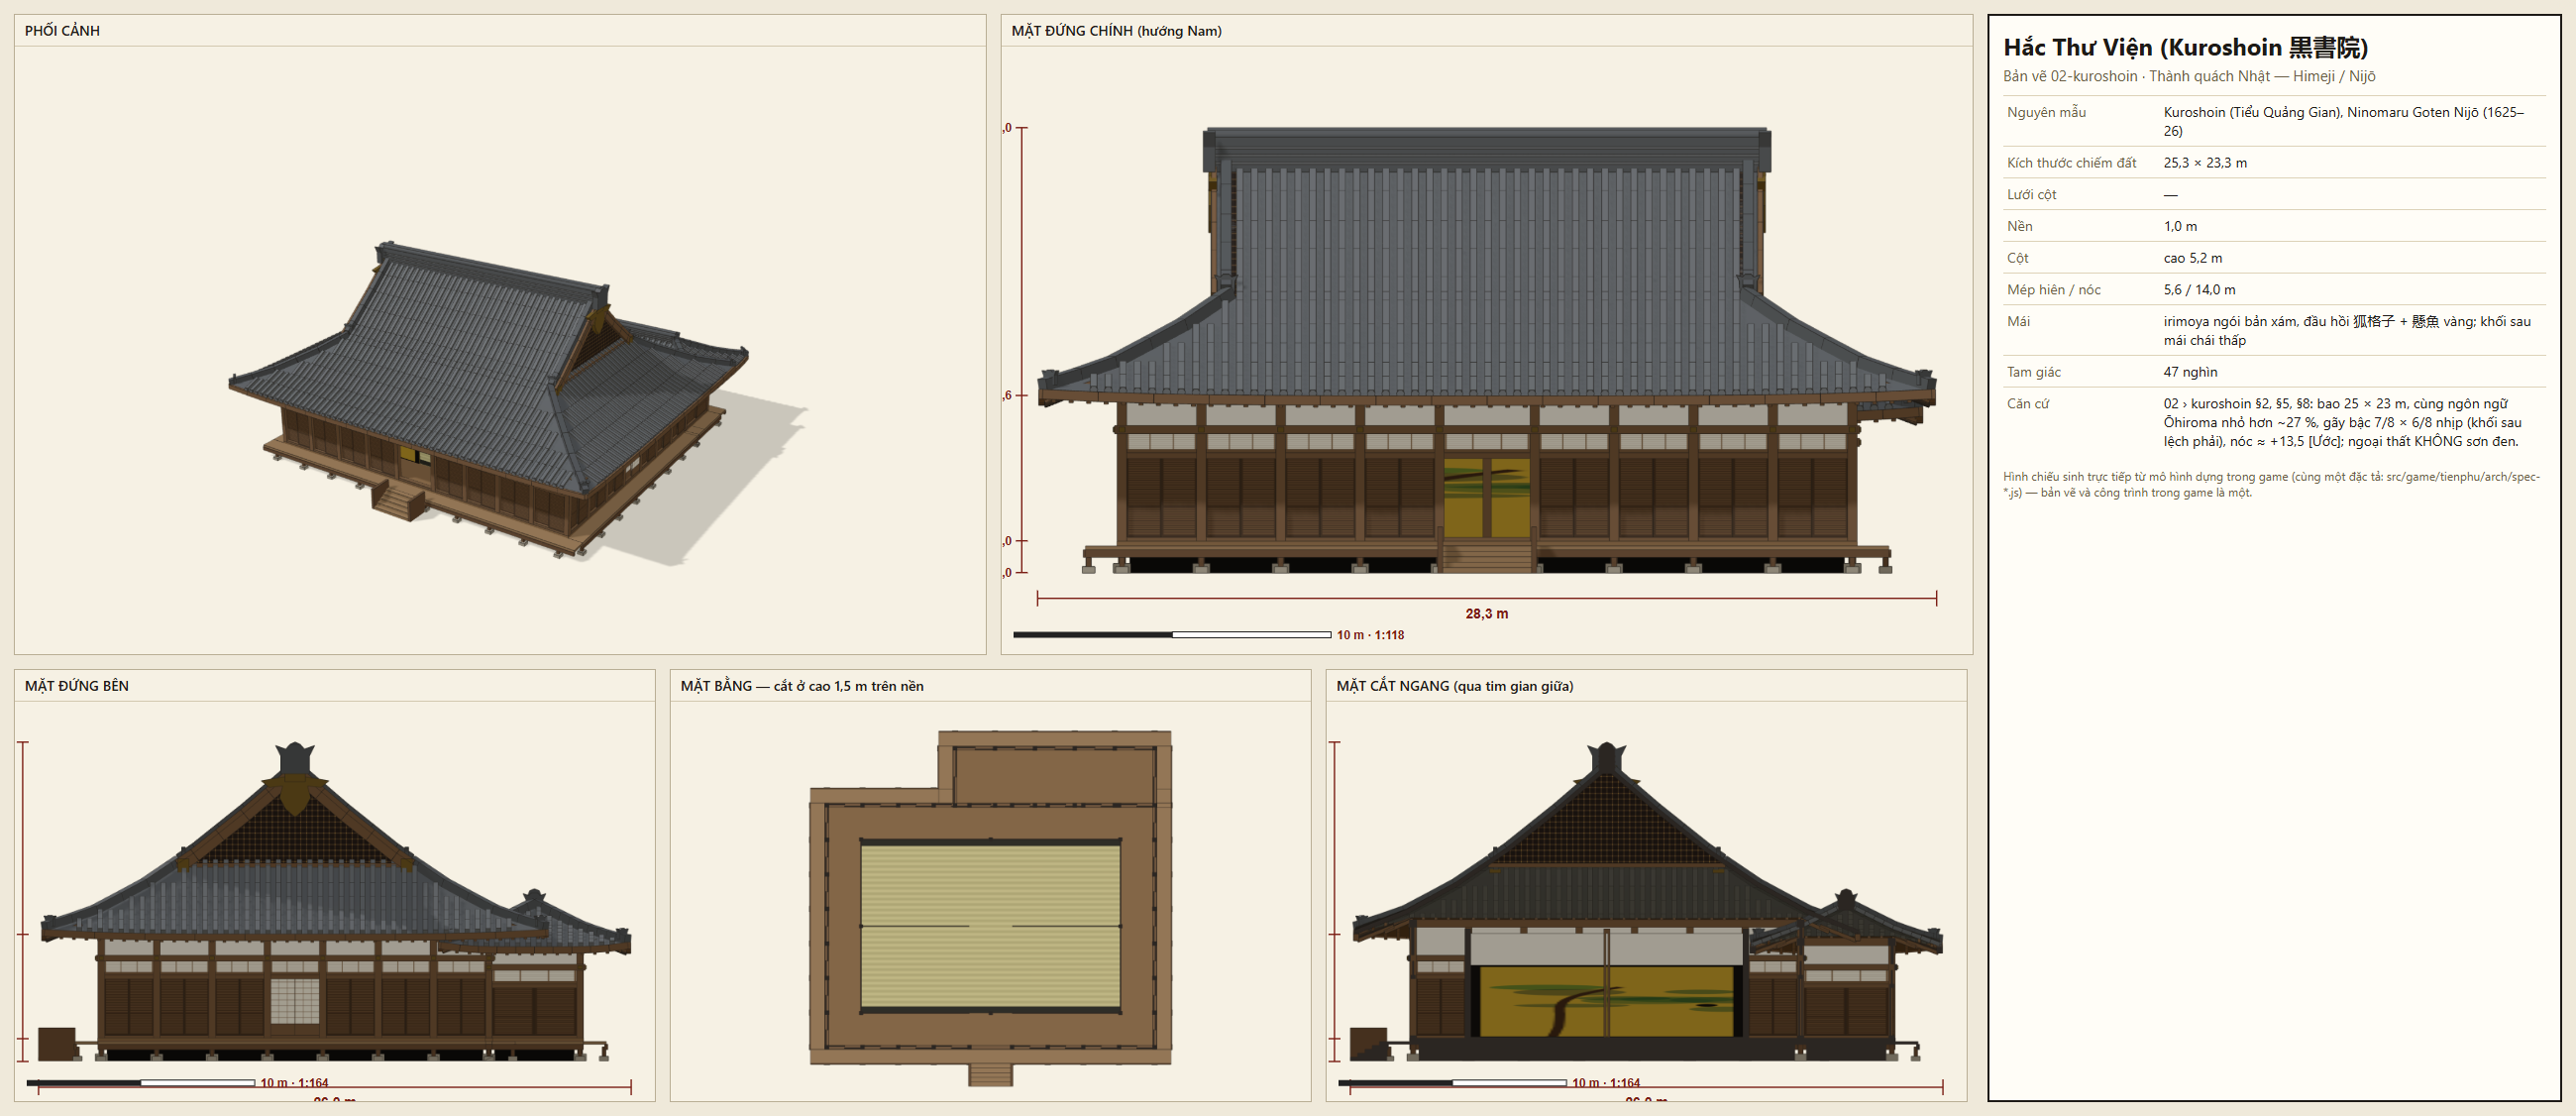 PHỐI CẢNH
MẶT ĐỨNG CHÍNH (hướng Nam)
,0
,6
,0
,0
28,3 m
10 m · 1:118
MẶT ĐỨNG BÊN
10 m · 1:164
MẶT BẰNG — cắt ở cao 1,5 m trên nền
MẶT CẮT NGANG (qua tim gian giữa)
10 m · 1:164
Hắc Thư Viện (Kuroshoin 黒書院)
Bản vẽ 02-kuroshoin · Thành quách Nhật — Himeji / Nijō
Nguyên mẫu Kuroshoin (Tiểu Quảng Gian), Ninomaru Goten Nijō (1625–
26)
Kích thước chiếm đất 25,3 × 23,3 m
Lưới cột —
Nền 1,0 m
Cột cao 5,2 m
Mép hiên / nóc 5,6 / 14,0 m
Mái irimoya ngói bản xám, đầu hồi 狐格子 + 懸魚 vàng; khối sau
mái chái thấp
Tam giác 47 nghìn
Căn cứ 02 › kuroshoin §2, §5, §8: bao 25 × 23 m, cùng ngôn ngữ
Ōhiroma nhỏ hơn ~27 %, gãy bậc 7/8 × 6/8 nhịp (khối sau
lệch phải), nóc ≈ +13,5 [Ước]; ngoại thất KHÔNG sơn đen.
Hình chiếu sinh trực tiếp từ mô hình dựng trong game (cùng một đặc tả: src/game/tienphu/arch/spec-
*.js) — bản vẽ và công trình trong game là một.